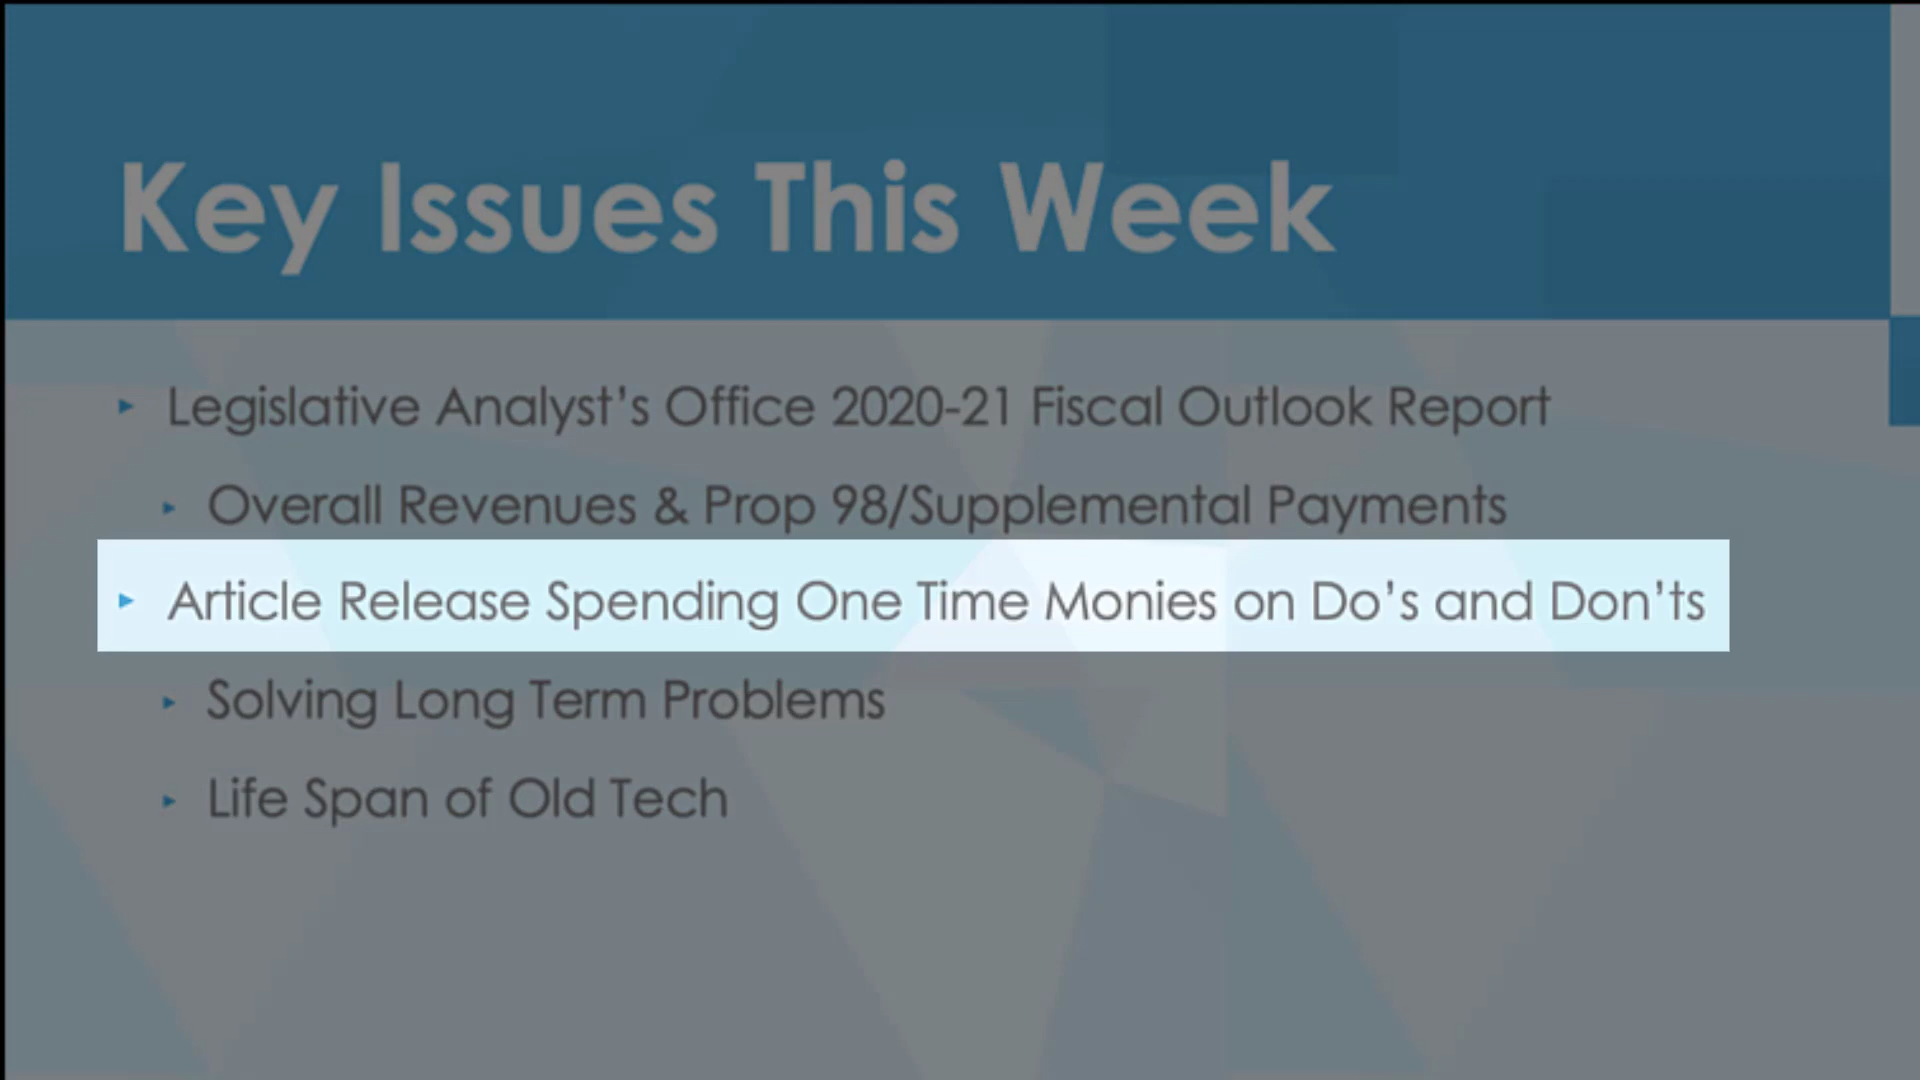 Key Issues This Week
Legislative Analyst's Office 2020-21 Fiscal Outlook Report
Overall Revenues & Prop 98/Supplemental Payments
Article Release Spending One Time Monies on Do's and Don'ts
Solving Long Term Problems
Life Span of Old Tech